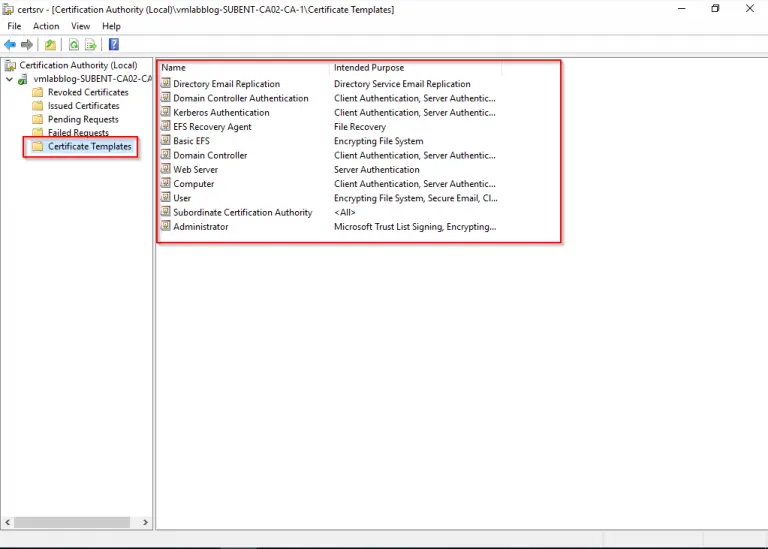 certsrv - [Certification Authority (Local)\vmlabblog-SUBENT-CA02-CA-1\Certificate Templates]
File Action View Help
Certification Authority (Local)
vmlabblog-SUBENT-CA02-CA
Revoked Certificates
Issued Certificates
Pending Requests
Failed Requests
Certificate Templates
Name Intended Purpose
Directory Email Replication Directory Service Email Replication
Domain Controller Authentication Client Authentication, Server Authentic...
Kerberos Authentication Client Authentication, Server Authentic...
EFS Recovery Agent File Recovery
Basic EFS Encrypting File System
Domain Controller Client Authentication, Server Authentic...
Web Server Server Authentication
Computer Client Authentication, Server Authentic...
User Encrypting File System, Secure Email, Cl...
Subordinate Certification Authority <All>
Administrator Microsoft Trust List Signing, Encrypting...